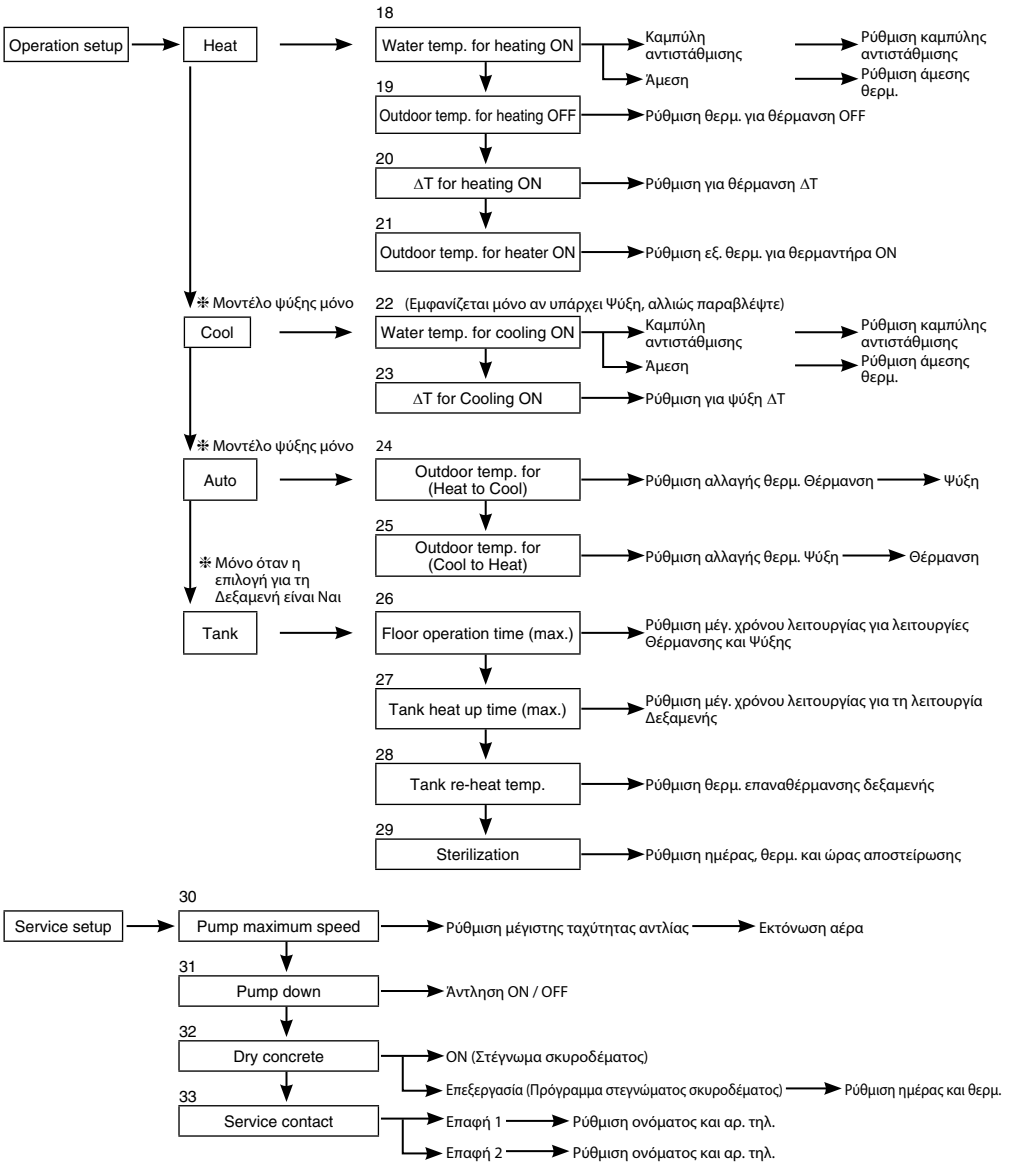 18
Operation setup
Heat
Water temp. for heating ON
Καμπύλη
αντιστάθμισης
Ρύθμιση καμπύλης
αντιστάθμισης
Άμεση
Ρύθμιση άμεσης
θερμ.
19
Outdoor temp. for heating OFF
Ρύθμιση θερμ. για θέρμανση OFF
20
ΔT for heating ON
Ρύθμιση για θέρμανση ΔT
21
Outdoor temp. for heater ON
Ρύθμιση εξ. θερμ. για θερμαντήρα ON
❉ Μοντέλο ψύξης μόνο
22 (Εμφανίζεται μόνο αν υπάρχει Ψύξη, αλλιώς παραβλέψτε)
Cool
Water temp. for cooling ON
Καμπύλη
αντιστάθμισης
Ρύθμιση καμπύλης
αντιστάθμισης
Άμεση
Ρύθμιση άμεσης
θερμ.
23
ΔT for Cooling ON
Ρύθμιση για ψύξη ΔT
❉ Μοντέλο ψύξης μόνο
24
Auto
Outdoor temp. for
(Heat to Cool)
Ρύθμιση αλλαγής θερμ. Θέρμανση
Ψύξη
25
Outdoor temp. for
(Cool to Heat)
Ρύθμιση αλλαγής θερμ. Ψύξη
Θέρμανση
❉ Μόνο όταν η
επιλογή για τη
Δεξαμενή είναι Ναι
26
Tank
Floor operation time (max.)
Ρύθμιση μέγ. χρόνου λειτουργίας για λειτουργίες
Θέρμανσης και Ψύξης
27
Tank heat up time (max.)
Ρύθμιση μέγ. χρόνου λειτουργίας για τη λειτουργία
Δεξαμενής
28
Tank re-heat temp.
Ρύθμιση θερμ. επαναθέρμανσης δεξαμενής
29
Sterilization
Ρύθμιση ημέρας, θερμ. και ώρας αποστείρωσης
30
Service setup
Pump maximum speed
Ρύθμιση μέγιστης ταχύτητας αντλίας
Εκτόνωση αέρα
31
Pump down
Άντληση ON / OFF
32
Dry concrete
ON (Στέγνωμα σκυροδέματος)
Επεξεργασία (Πρόγραμμα στεγνώματος σκυροδέματος)
Ρύθμιση ημέρας και θερμ.
33
Service contact
Επαφή 1
Ρύθμιση ονόματος και αρ. τηλ.
Επαφή 2
Ρύθμιση ονόματος και αρ. τηλ.